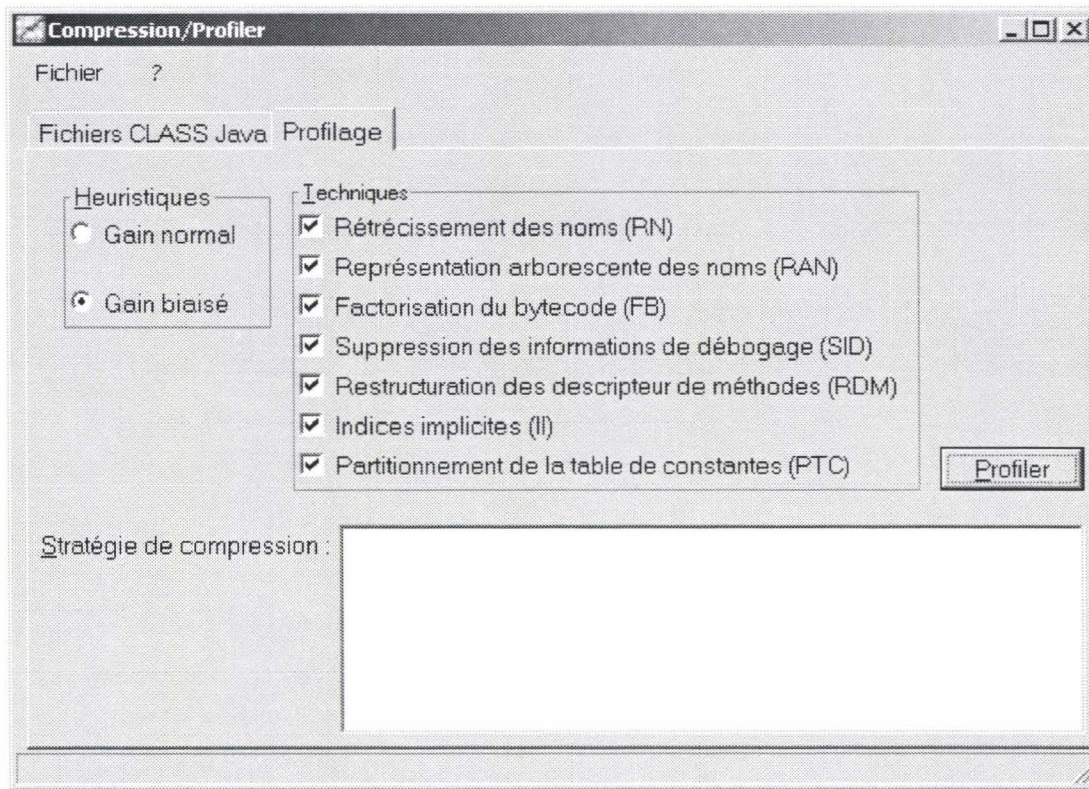 Compression/Profiler
Fichier ?
Fichiers CLASS Java Profilage
Heuristiques
Gain normal
Gain biaisé
Techniques
Rétrécissement des noms (RN)
Représentation arborescente des noms (RAN)
Factorisation du bytecode (FB)
Suppression des informations de débogage (SID)
Restructuration des descripteur de méthodes (RDM)
Indices implicites (II)
Partitionnement de la table de constantes (PTC)
Profiler
Stratégie de compression :